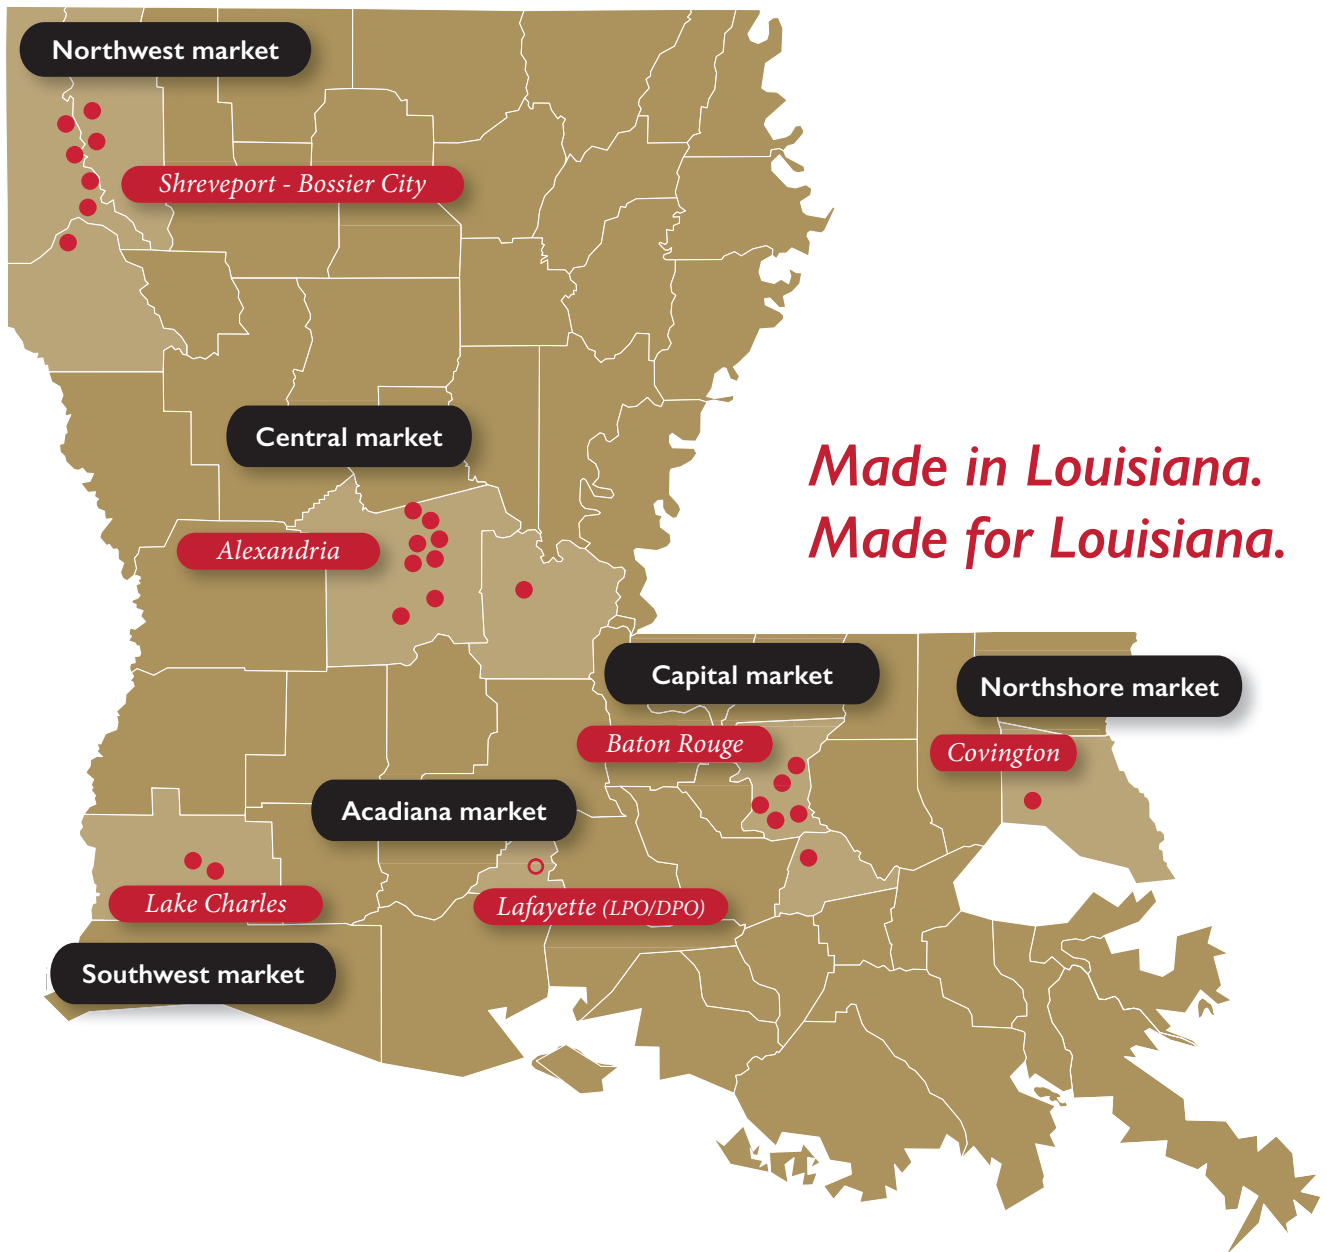 Northwest market
Shreveport - Bossier City
Central market
Made in Louisiana.
Made for Louisiana.
Alexandria
Capital market
Northshore market
Baton Rouge
Covington
Acadiana market
Lake Charles
Lafayette (LPO/DPO)
Southwest market